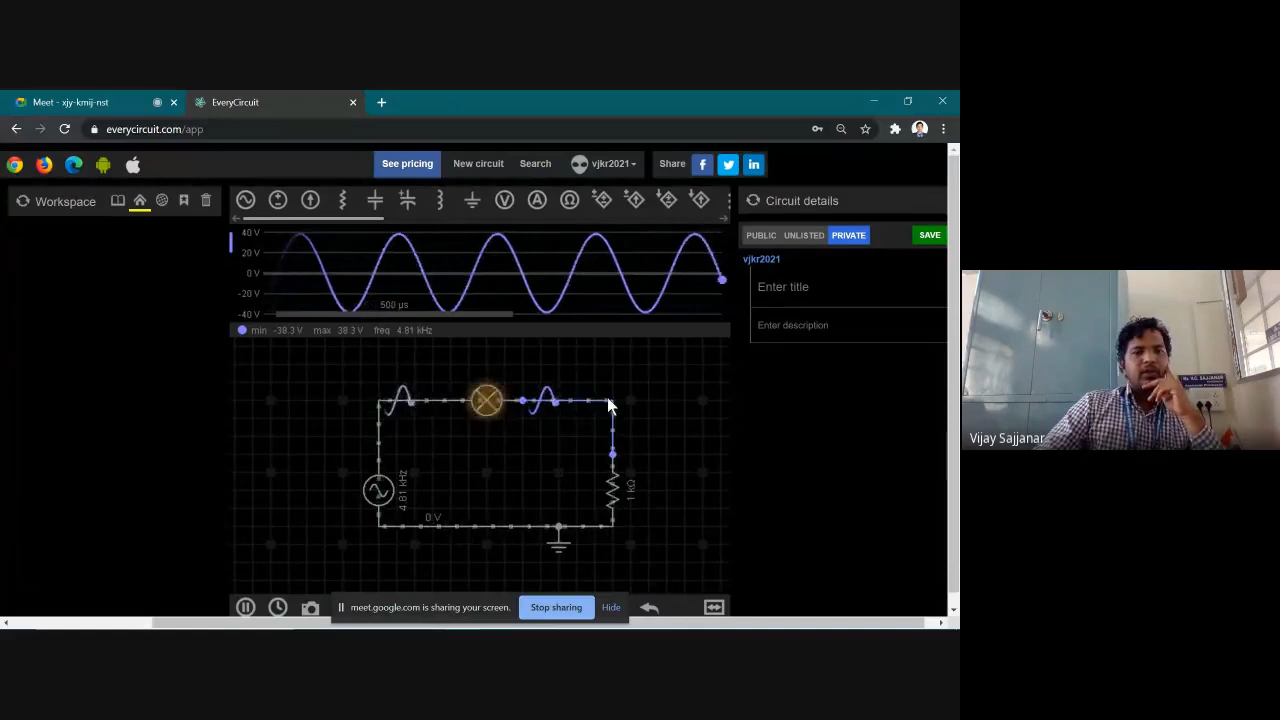 Meet - xjy-kmij-nst
EveryCircuit
everycircuit.com/app
See pricing
New circuit
Search
vjkr2021
Share
Workspace
Circuit details
PUBLIC
UNLISTED
PRIVATE
SAVE
vjkr2021
Enter title
Enter description
40 V
20 V
0 V
-20 V
-40 V
500 µs
min -38.3 V max 38.3 V freq 4.81 kHz
4.81 kHz
1 kΩ
0 V
meet.google.com is sharing your screen.
Stop sharing
Hide
Vijay Sajjanar